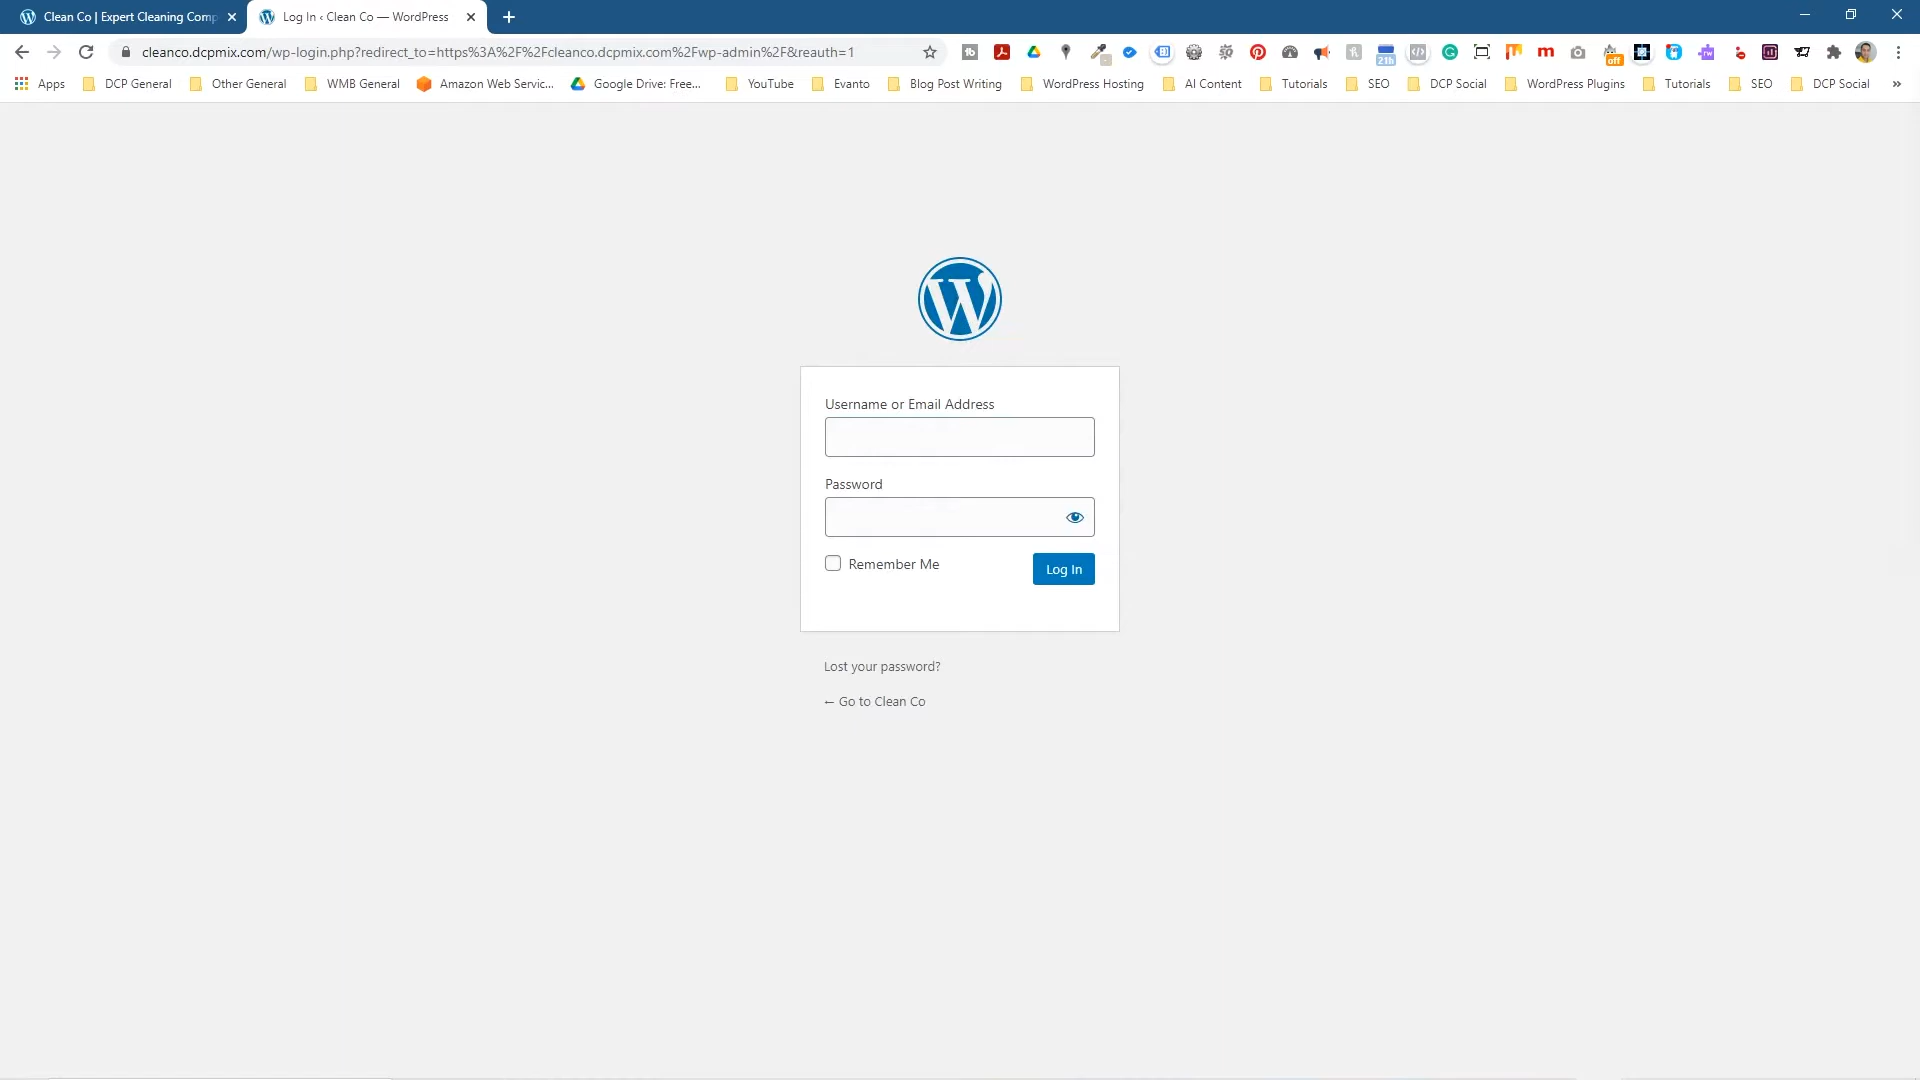 Clean Co | Expert Cleaning Comp
Log In ‹ Clean Co — WordPress
cleanco.dcpmix.com/wp-login.php?redirect_to=https%3A%2F%2Fcleanco.dcpmix.com%2Fwp-admin%2F&reauth=1
21h
off
Apps
DCP General
Other General
WMB General
Amazon Web Servic...
Google Drive: Free...
YouTube
Evanto
Blog Post Writing
WordPress Hosting
AI Content
Tutorials
SEO
DCP Social
WordPress Plugins
Tutorials
SEO
DCP Social
»
Username or Email Address
Password
Remember Me
Log In
Lost your password?
← Go to Clean Co